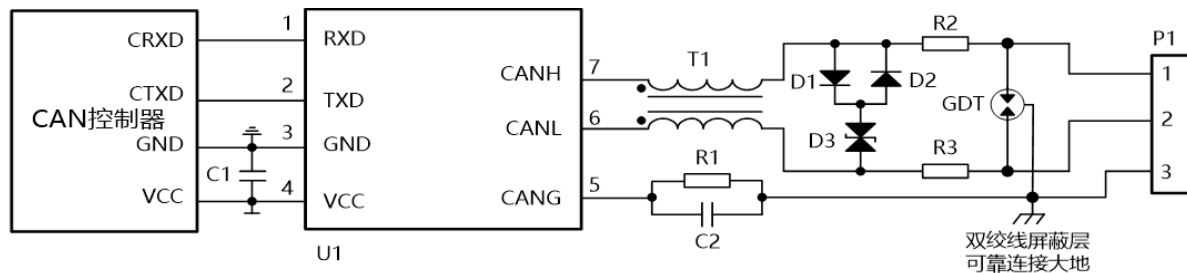 CAN控制器
CRXD
CTXD
GND
VCC
C1
1
2
3
4
RXD
TXD
GND
VCC
CANH
CANL
CANG
U1
7
6
5
T1
R1
C2
D1
D2
D3
R2
R3
GDT
P1
1
2
3
双绞线屏蔽层
可靠连接大地